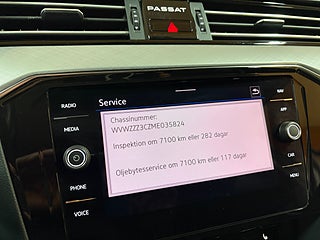 PASSAT
RADIO
Service
NAV
Chassinummer:
WVWZZZ3CZME035824
MEDIA
APP
Inspektion om 7100 km eller 282 dagar
Oljebytesservice om 7100 km eller 117 dagar
CAR
PHONE
MENU
VOICE